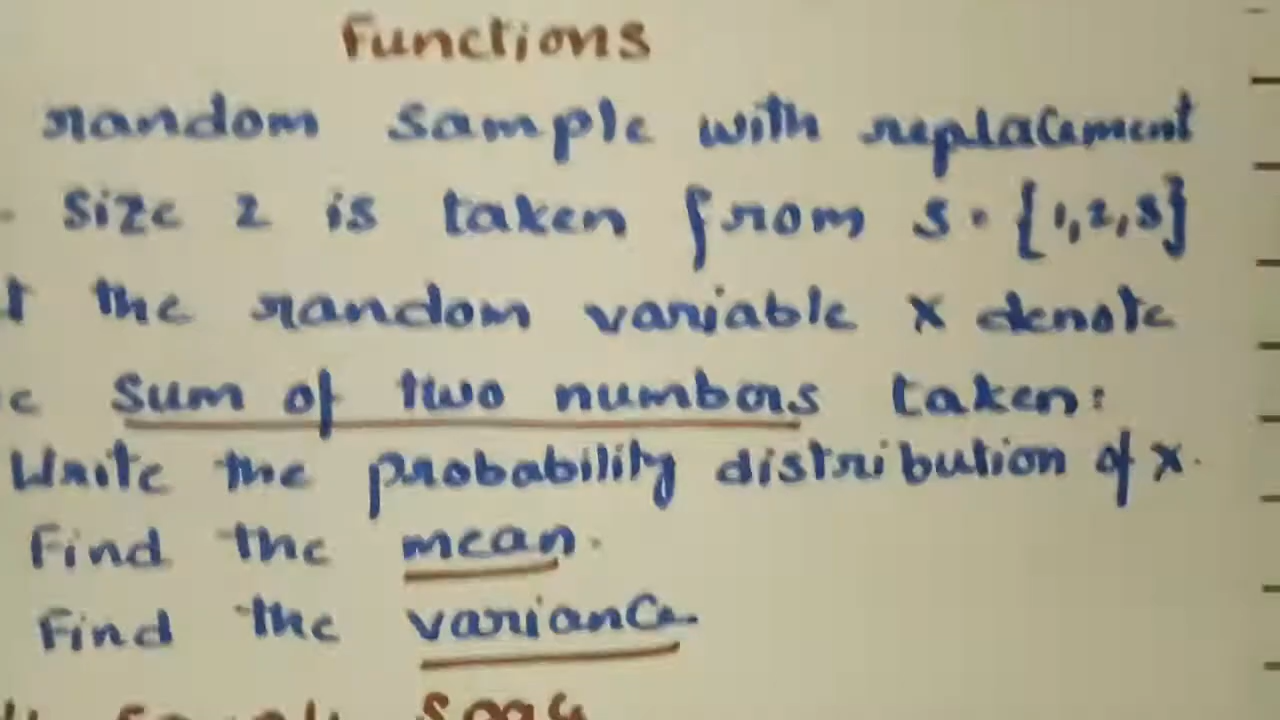 Functions
random sample with replacement
size 2 is taken from s = {1,2,3}
the random variable x denote
sum of two numbers taken:
Write the probability distribution of x.
Find the mean.
Find the variance.